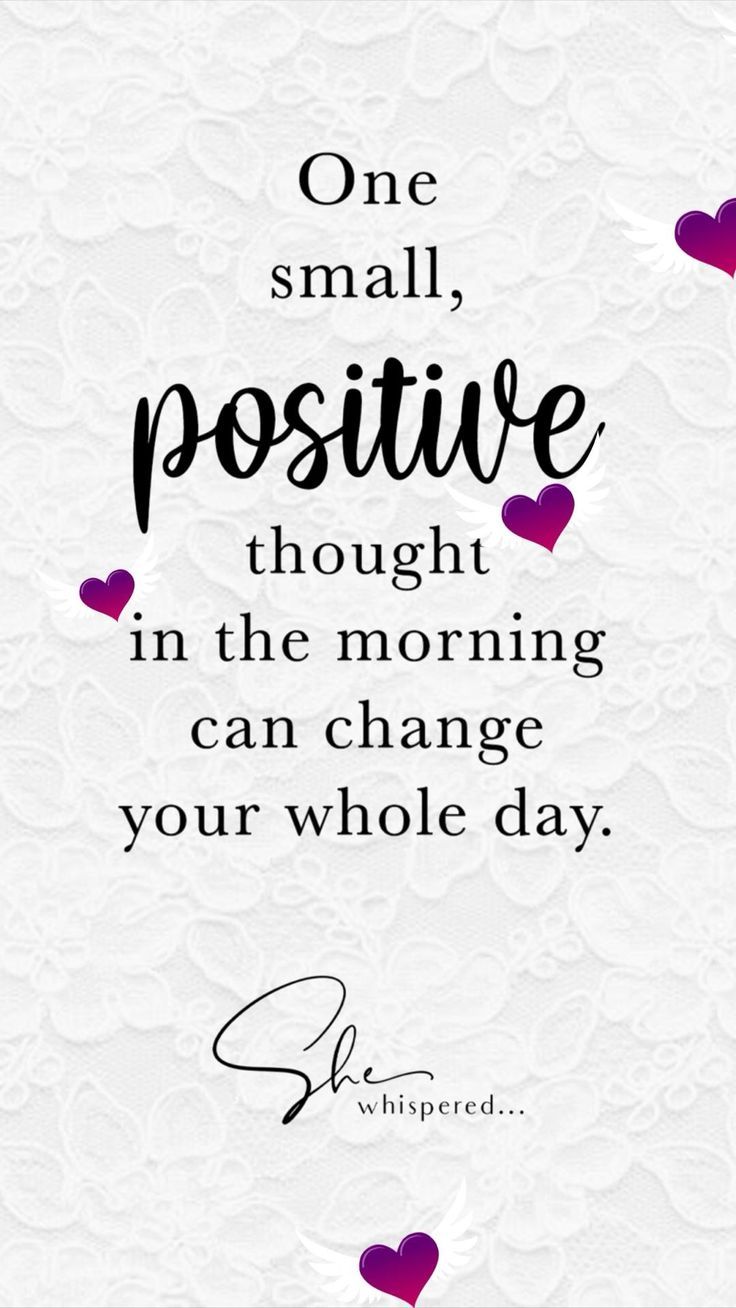 One
small,
positive
thought
in the morning
can change
your whole day.
She
whispered...